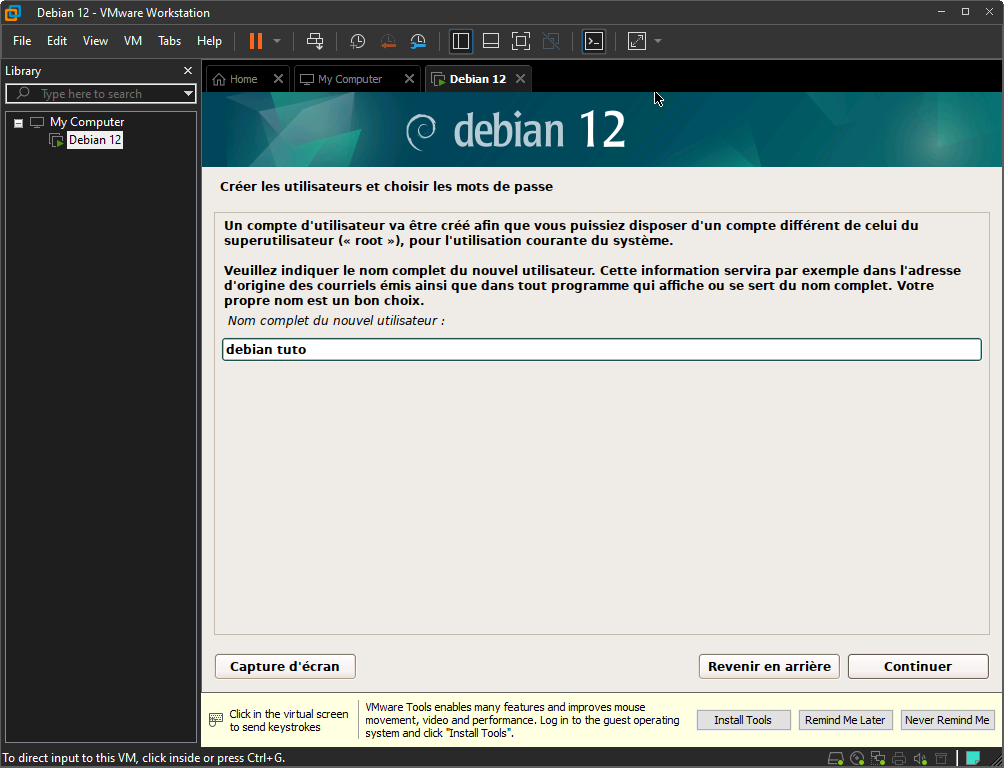 Debian 12 - VMware Workstation
File Edit View VM Tabs Help
Library
Home My Computer Debian 12
Type here to search
My Computer
Debian 12
debian 12
Créer les utilisateurs et choisir les mots de passe
Un compte d'utilisateur va être créé afin que vous puissiez disposer d'un compte différent de celui du
superutilisateur (« root »), pour l'utilisation courante du système.
Veuillez indiquer le nom complet du nouvel utilisateur. Cette information servira par exemple dans l'adresse
d'origine des courriels émis ainsi que dans tout programme qui affiche ou se sert du nom complet. Votre
propre nom est un bon choix.
Nom complet du nouvel utilisateur :
debian tuto
Capture d'écran Revenir en arrière Continuer
Click in the virtual screen
to send keystrokes
VMware Tools enables many features and improves mouse
movement, video and performance. Log in to the guest operating
system and click "Install Tools".
Install Tools Remind Me Later Never Remind Me
To direct input to this VM, click inside or press Ctrl+G.